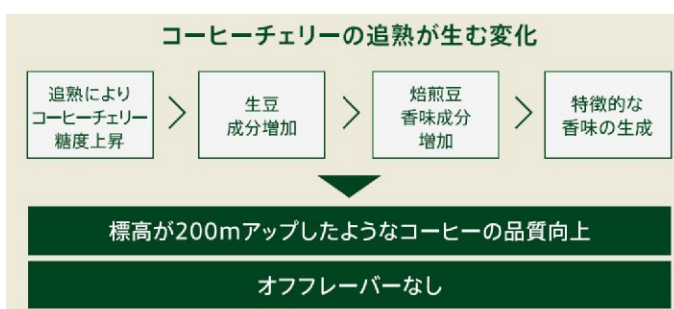 コーヒーチェリーの追熟が生む変化
追熟により
コーヒーチェリー
糖度上昇
生豆
成分増加
焙煎豆
香味成分
増加
特徴的な
香味の生成
標高が200mアップしたようなコーヒーの品質向上
オフフレーバーなし